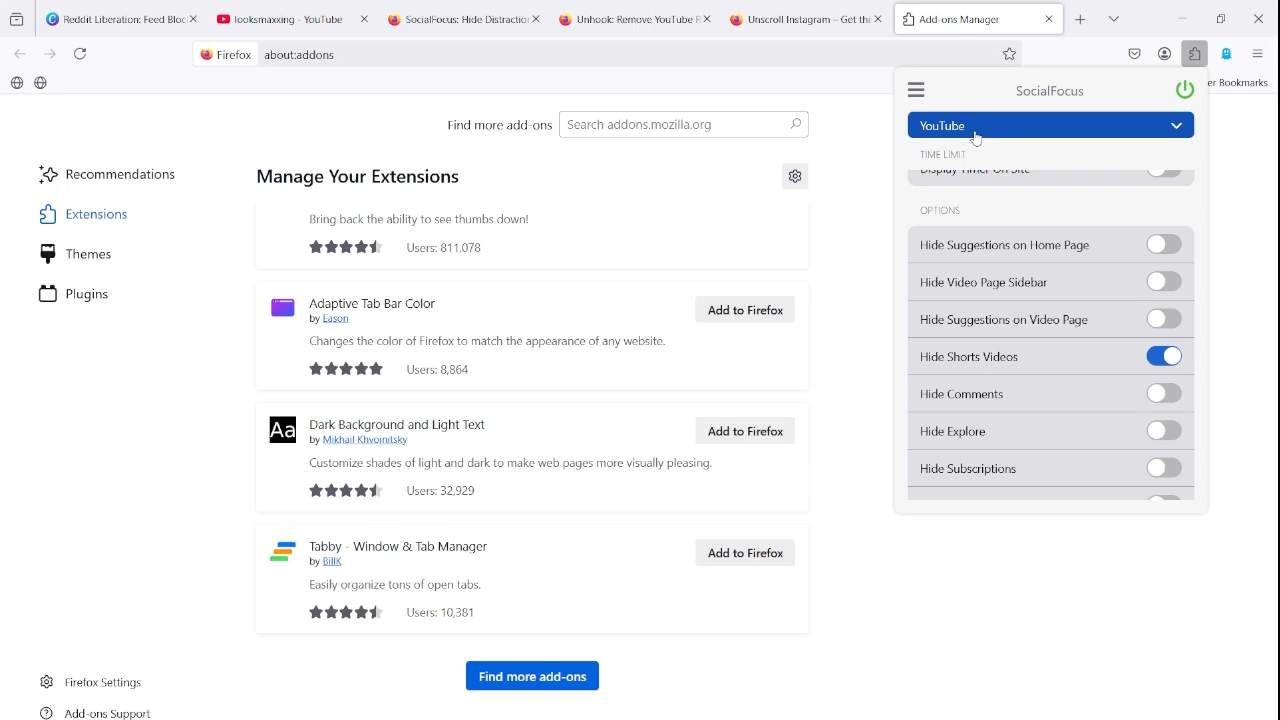 Reddit Liberation: Feed Bloc
looksmaxxing - YouTube
SocialFocus: Hide Distraction
Unhook: Remove YouTube R
Unscroll Instagram – Get thi
Add-ons Manager
Firefox
about:addons
er Bookmarks
Find more add-ons
Search addons.mozilla.org
Recommendations
Extensions
Themes
Plugins
Firefox Settings
Add-ons Support
Manage Your Extensions
Bring back the ability to see thumbs down!
Users: 811,078
Adaptive Tab Bar Color
by Eason
Add to Firefox
Changes the color of Firefox to match the appearance of any website.
Users: 8,864
Aa
Dark Background and Light Text
by Mikhail Khvoinitsky
Add to Firefox
Customize shades of light and dark to make web pages more visually pleasing.
Users: 32,929
Tabby - Window & Tab Manager
by BillK
Add to Firefox
Easily organize tons of open tabs.
Users: 10,381
Find more add-ons
SocialFocus
YouTube
TIME LIMIT
Display Timer On Site
OPTIONS
Hide Suggestions on Home Page
Hide Video Page Sidebar
Hide Suggestions on Video Page
Hide Shorts Videos
Hide Comments
Hide Explore
Hide Subscriptions